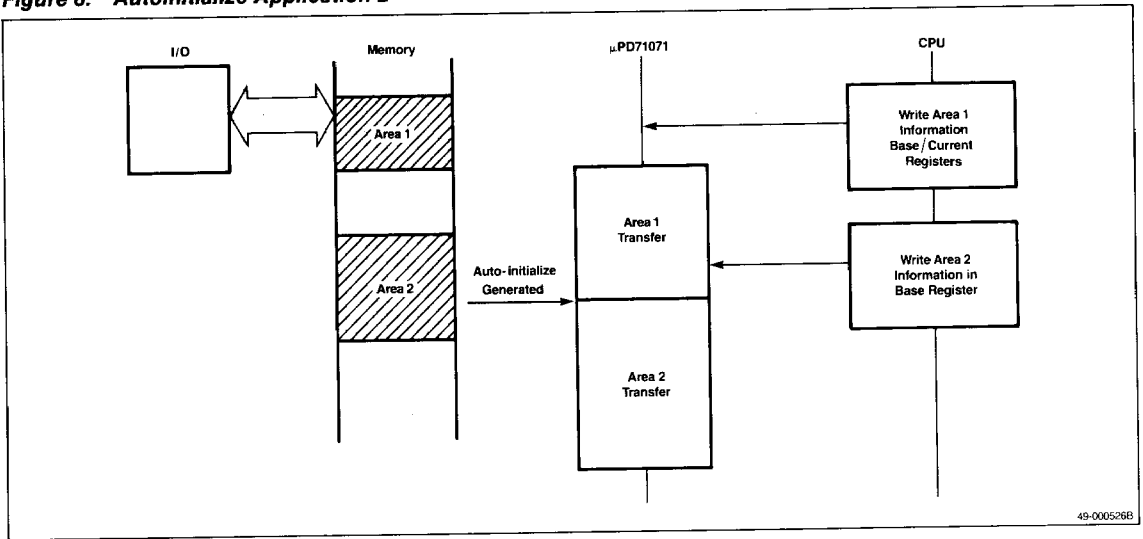 I/O
Memory
μPD71071
CPU
Area 1
Area 2
Auto-initialize
Generated
Area 1
Transfer
Area 2
Transfer
Write Area 1
Information
Base/Current
Registers
Write Area 2
Information in
Base Register
49-000526B